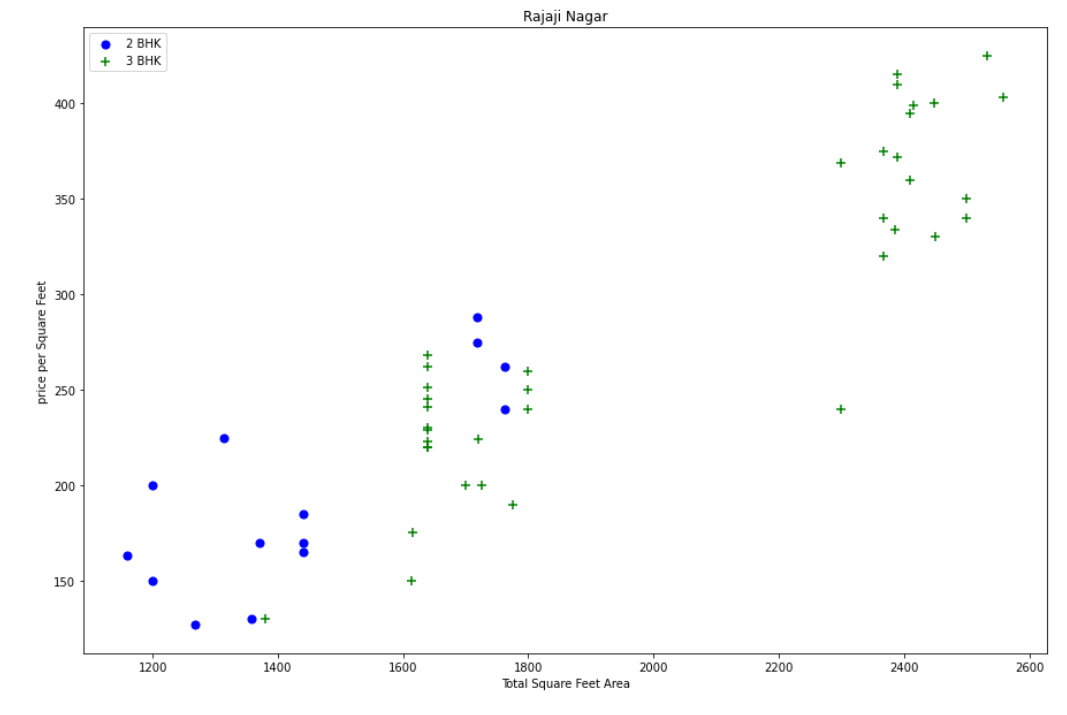 Rajaji Nagar
2 BHK
3 BHK
400
350
300
250
200
150
price per Square Feet
1200 1400 1600 1800 2000 2200 2400 2600
Total Square Feet Area